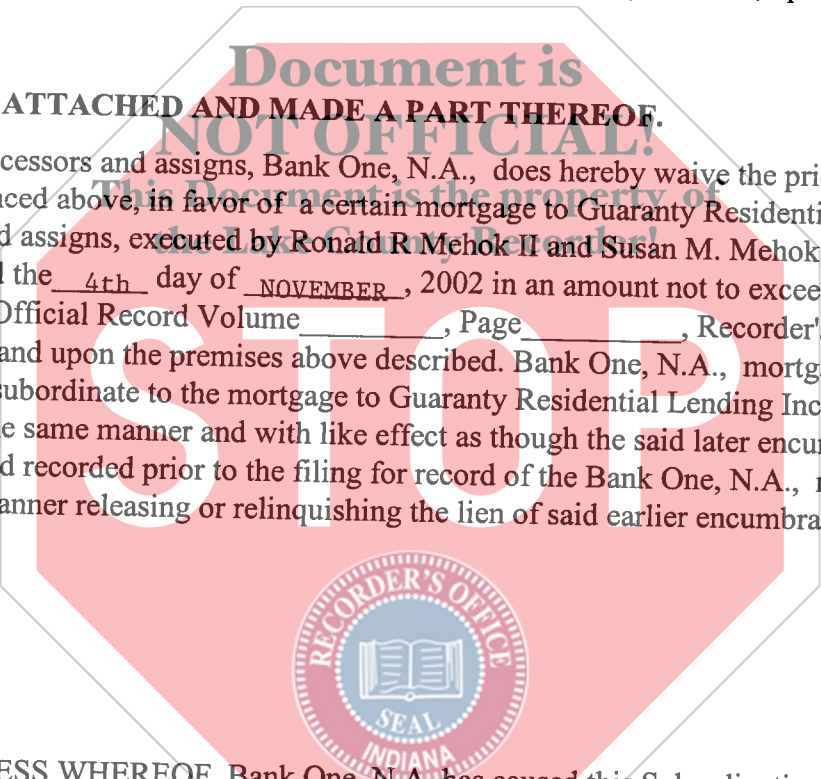 Document is
ATTACHED AND MADE A PART THEREOF.
NOT OFFICIAL!
cessors and assigns, Bank One, N.A., does hereby waive the pri
This Document is the property of
nced above, in favor of a certain mortgage to Guaranty Residenti
the Lake County Recorder!
d assigns, executed by Ronald R Mehok II and Susan M. Mehok
the 4th day of NOVEMBER, 2002 in an amount not to excee
Official Record Volume__________, Page__________, Recorder'
and upon the premises above described. Bank One, N.A., mortg
STOP
subordinate to the mortgage to Guaranty Residential Lending Inc
e same manner and with like effect as though the said later encu
d recorded prior to the filing for record of the Bank One, N.A.,
anner releasing or relinquishing the lien of said earlier encumbra
RECORDER'S OFFICE
SEAL
INDIANA
ESS WHEREOF, Bank One, N.A. has caused this Subordination